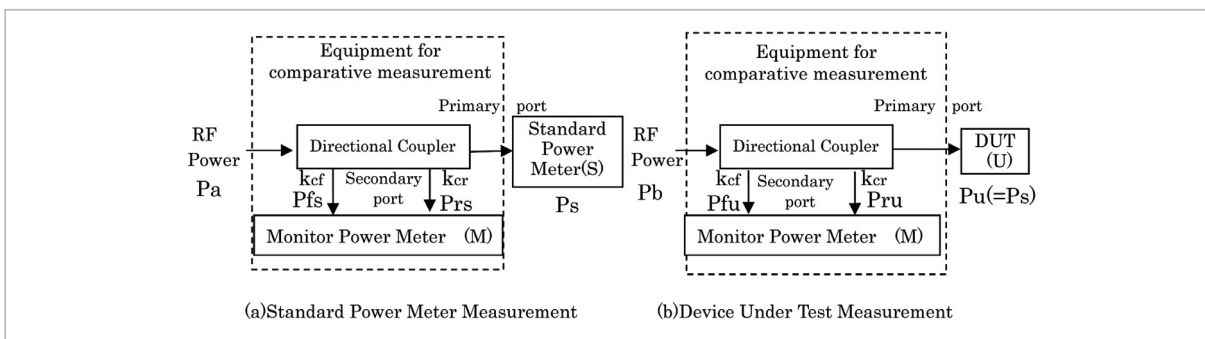 Equipment for
comparative measurement
Primary port
RF
Power
Pa
Directional Coupler
Standard
Power
Meter(S)
Ps
kcf
Secondary
port
kcr
Pfs
Prs
Monitor Power Meter (M)
(a)Standard Power Meter Measurement
Equipment for
comparative measurement
Primary port
RF
Power
Pb
Directional Coupler
DUT
(U)
Pu(=Ps)
kcf
Secondary
port
kcr
Pfu
Pru
Monitor Power Meter (M)
(b)Device Under Test Measurement